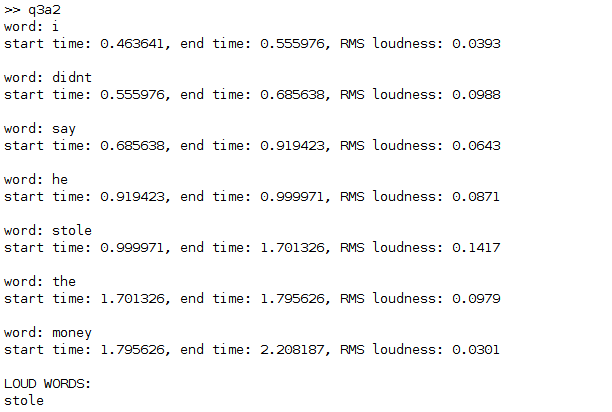 >> q3a2
word: i
start time: 0.463641, end time: 0.555976, RMS loudness: 0.0393
word: didnt
start time: 0.555976, end time: 0.685638, RMS loudness: 0.0988
word: say
start time: 0.685638, end time: 0.919423, RMS loudness: 0.0643
word: he
start time: 0.919423, end time: 0.999971, RMS loudness: 0.0871
word: stole
start time: 0.999971, end time: 1.701326, RMS loudness: 0.1417
word: the
start time: 1.701326, end time: 1.795626, RMS loudness: 0.0979
word: money
start time: 1.795626, end time: 2.208187, RMS loudness: 0.0301
LOUD WORDS:
stole